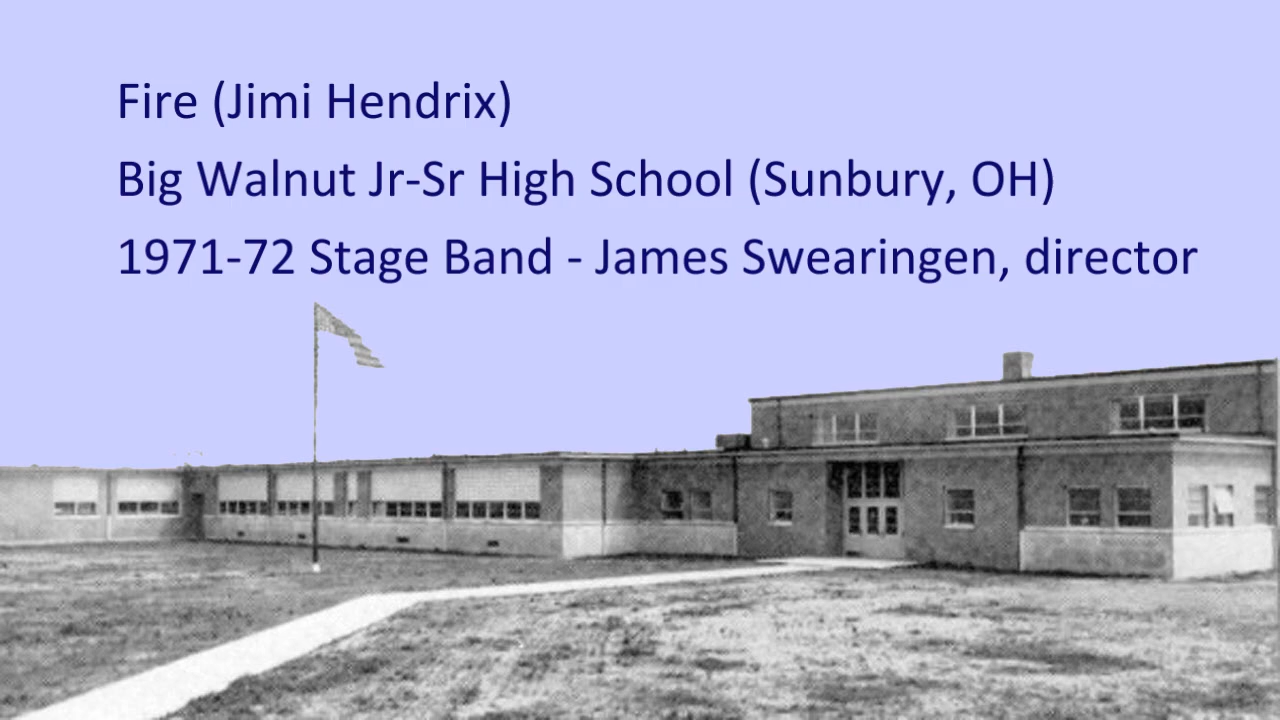 Fire (Jimi Hendrix)
Big Walnut Jr-Sr High School (Sunbury, OH)
1971-72 Stage Band - James Swearingen, director